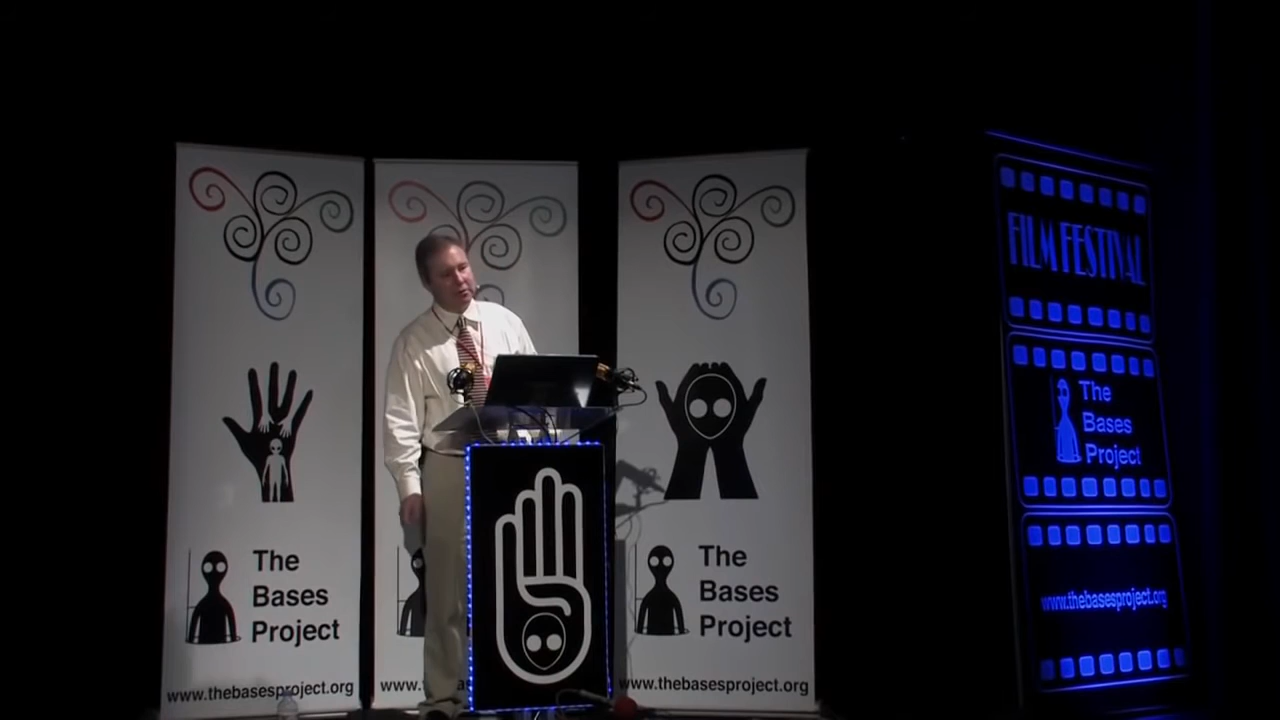 The
Bases
Project
www.thebasesproject.org
www.
The
Bases
Project
www.thebasesproject.org
FILM FESTIVAL
The
Bases
Project
www.thebasesproject.org